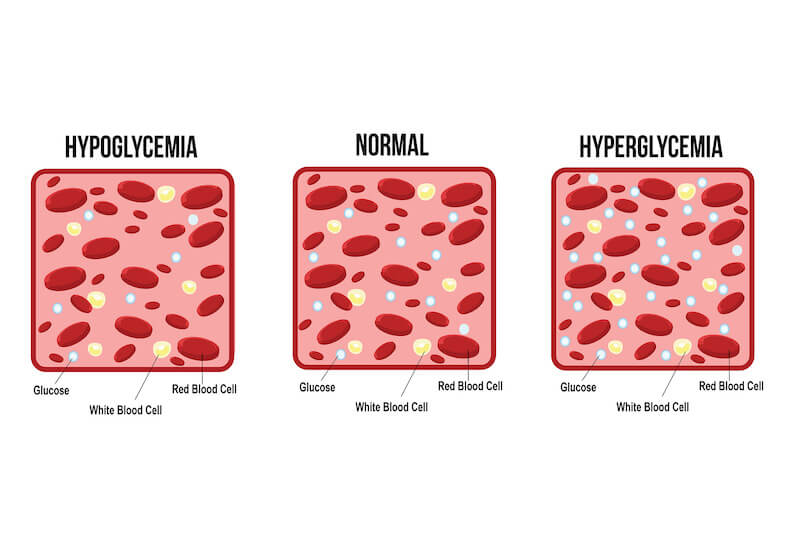 HYPOGLYCEMIA
NORMAL
HYPERGLYCEMIA
Glucose
White Blood Cell
Red Blood Cell
Glucose
White Blood Cell
Red Blood Cell
Glucose
White Blood Cell
Red Blood Cell